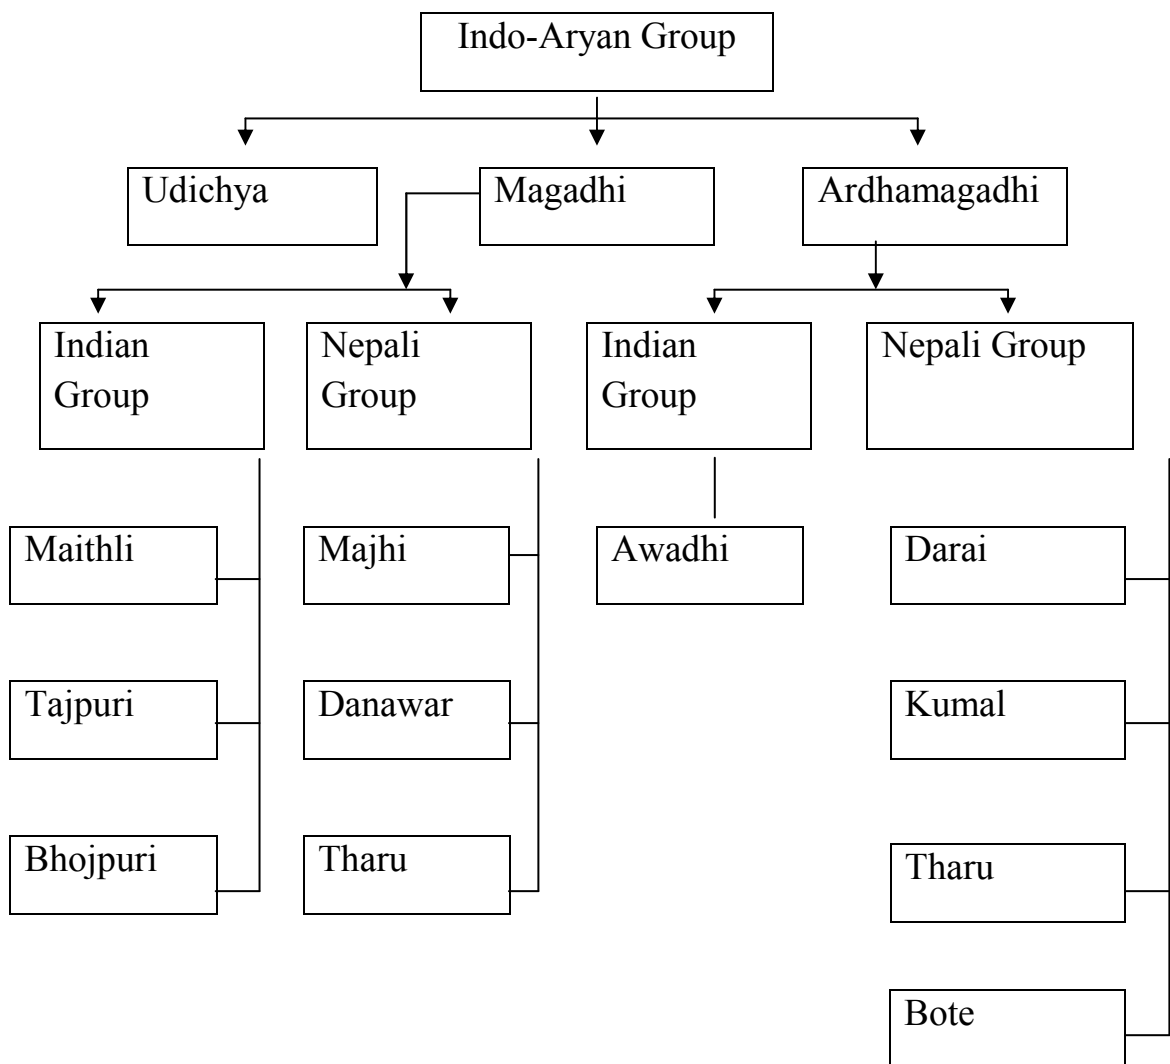 Indo-Aryan Group
Udichya
Magadhi
Ardhamagadhi
Indian
Group
Nepali
Group
Indian
Group
Nepali Group
Maithli
Majhi
Awadhi
Darai
Tajpuri
Danawar
Kumal
Bhojpuri
Tharu
Tharu
Bote